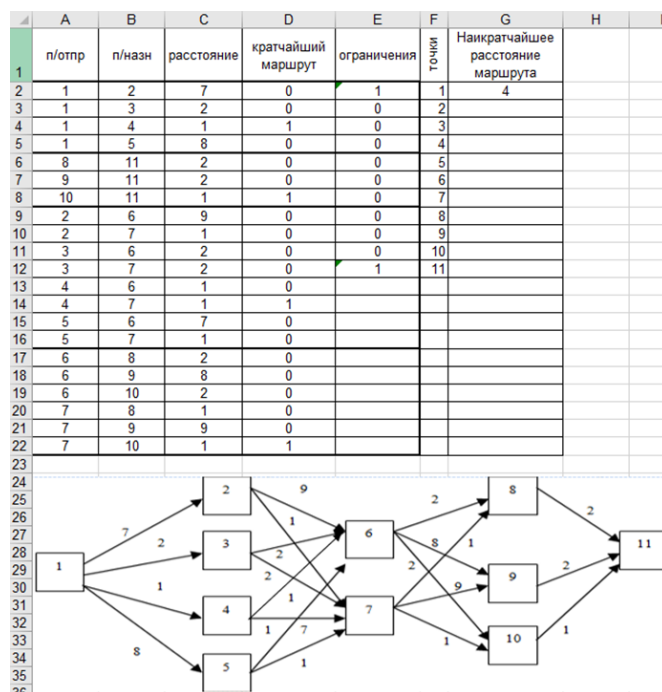 A B C D E F G H
1 п/отпр п/назн расстояние кратчайший маршрут ограничения точки Наикратчайшее расстояние маршрута
2 1 2 7 0 1 1 4
3 1 3 2 0 0 2
4 1 4 1 1 0 3
5 1 5 8 0 0 4
6 8 11 2 0 0 5
7 9 11 2 0 0 6
8 10 11 1 1 0 7
9 2 6 9 0 0 8
10 2 7 1 0 0 9
11 3 6 2 0 0 10
12 3 7 2 0 1 11
13 4 6 1 0
14 4 7 1 1
15 5 6 7 0
16 5 7 1 0
17 6 8 2 0
18 6 9 8 0
19 6 10 2 0
20 7 8 1 0
21 7 9 9 0
22 7 10 1 1
23
24
25
26
27
28
29
30
31
32
33
34
35
2 9 8
7 1 2 2
2 3 6 11
1 2 8 1
1 2 1 2 9 2
4 7 9
1 7 10 1
8 5 1 1